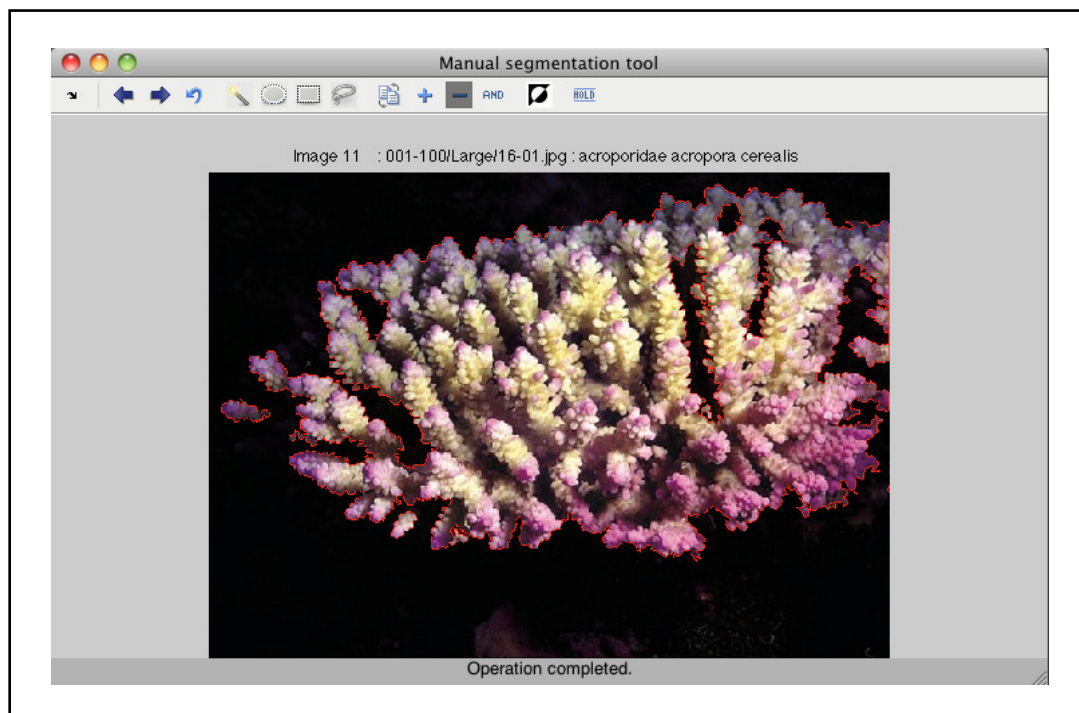 Manual segmentation tool
AND HOLD
Image 11 : 001-100/Large/16-01.jpg : acroporidae acropora cerealis
Operation completed.